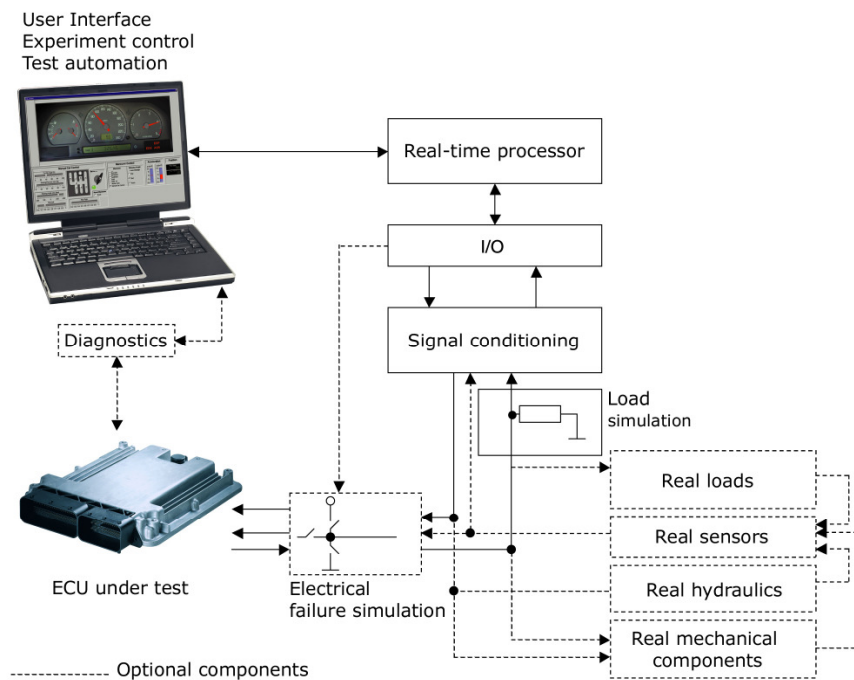 User Interface
Experiment control
Test automation
Real-time processor
I/O
Diagnostics
Signal conditioning
Load
simulation
Real loads
Real sensors
ECU under test
Electrical
failure simulation
Real hydraulics
Real mechanical
components
Optional components